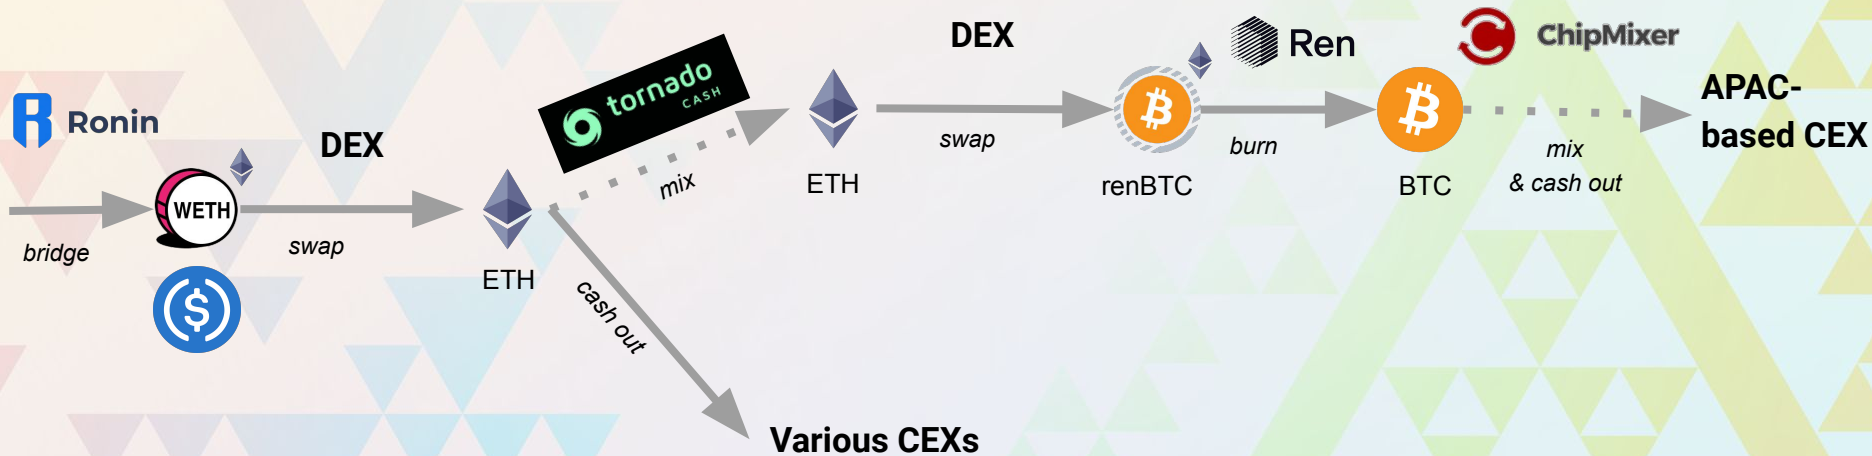 Ronin
bridge
WETH
DEX
swap
ETH
tornado
CASH
mix
cash out
Various CEXs
ETH
DEX
swap
renBTC
Ren
burn
BTC
ChipMixer
mix
& cash out
APAC-
based CEX